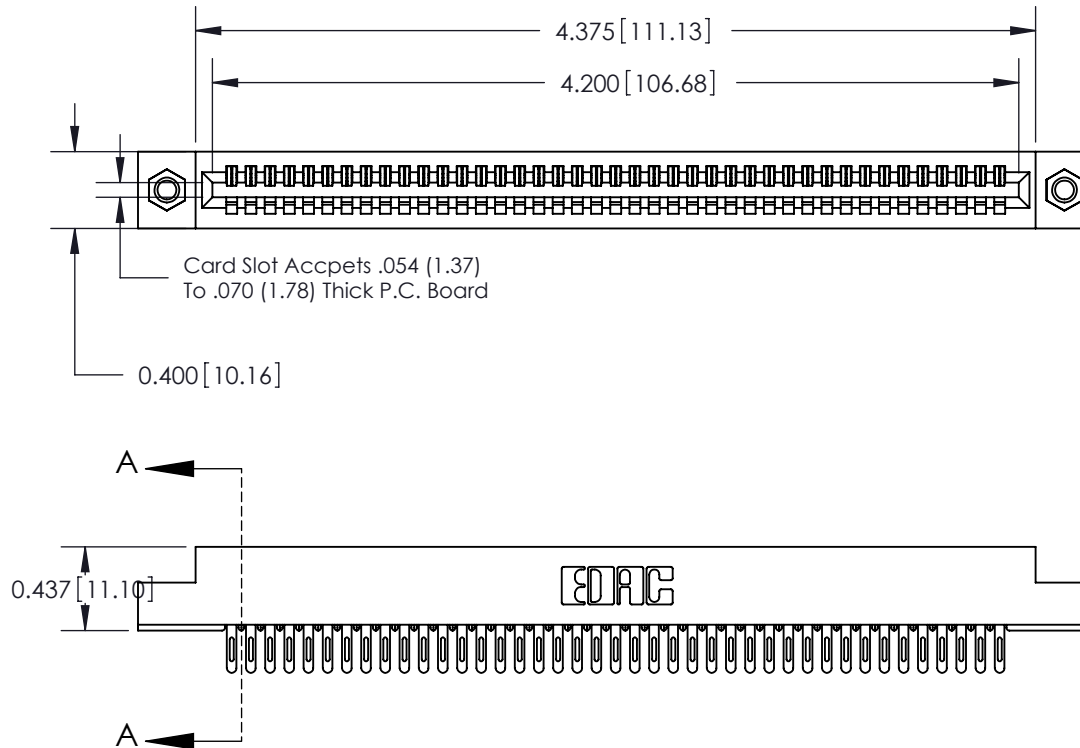 4.375[111.13]
4.200[106.68]
Card Slot Accpets .054 (1.37)
To .070 (1.78) Thick P.C. Board
0.400[10.16]
A
0.437[11.10]
EDAC
A